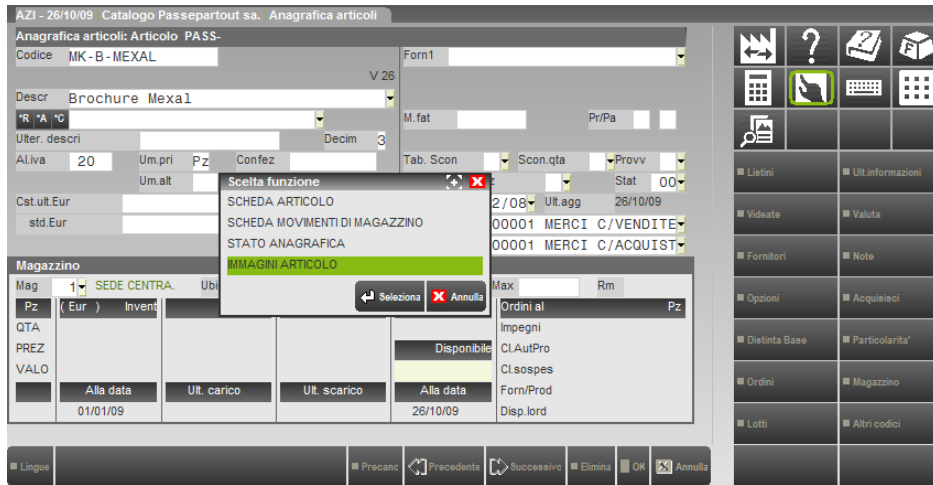 AZI - 26/10/09 Catalogo Passepartout sa. Anagrafica articoli
Anagrafica articoli: Articolo PASS-
Codice MK-B-MEXAL Forn1
V 26
Descr Brochure Mexal
*R *A *C M.fat Pr/Pa
Ulter. descri Decim 3
Al.iva 20 Um.pri Pz Confez Tab. Scon Scon.qta Provv
Um.alt Stat 00
Cst.ult.Eur 2/08 Ult.agg 26/10/09
std.Eur 00001 MERCI C/VENDITE
00001 MERCI C/ACQUIST
Scelta funzione
SCHEDA ARTICOLO
SCHEDA MOVIMENTI DI MAGAZZINO
STATO ANAGRAFICA
IMMAGINI ARTICOLO
Seleziona Annulla
Magazzino
Mag 1 SEDE CENTRA. Ubi Max Rm
Pz (Eur ) Invent Ordini al Pz
QTA Impegni
PREZ Disponibile Cl.AutPro
VALO Cl.sospes
Alla data Ult. carico Ult. scarico Alla data Forn/Prod
01/01/09 26/10/09 Disp.lord
Lingue Precanc Precedente Successivo Elimina OK Annulla
Listini Ult.informazioni
Videate Valuta
Fornitori Note
Opzioni Acquisisci
Distinta Base Particolarita'
Ordini Magazzino
Lotti Altri codici